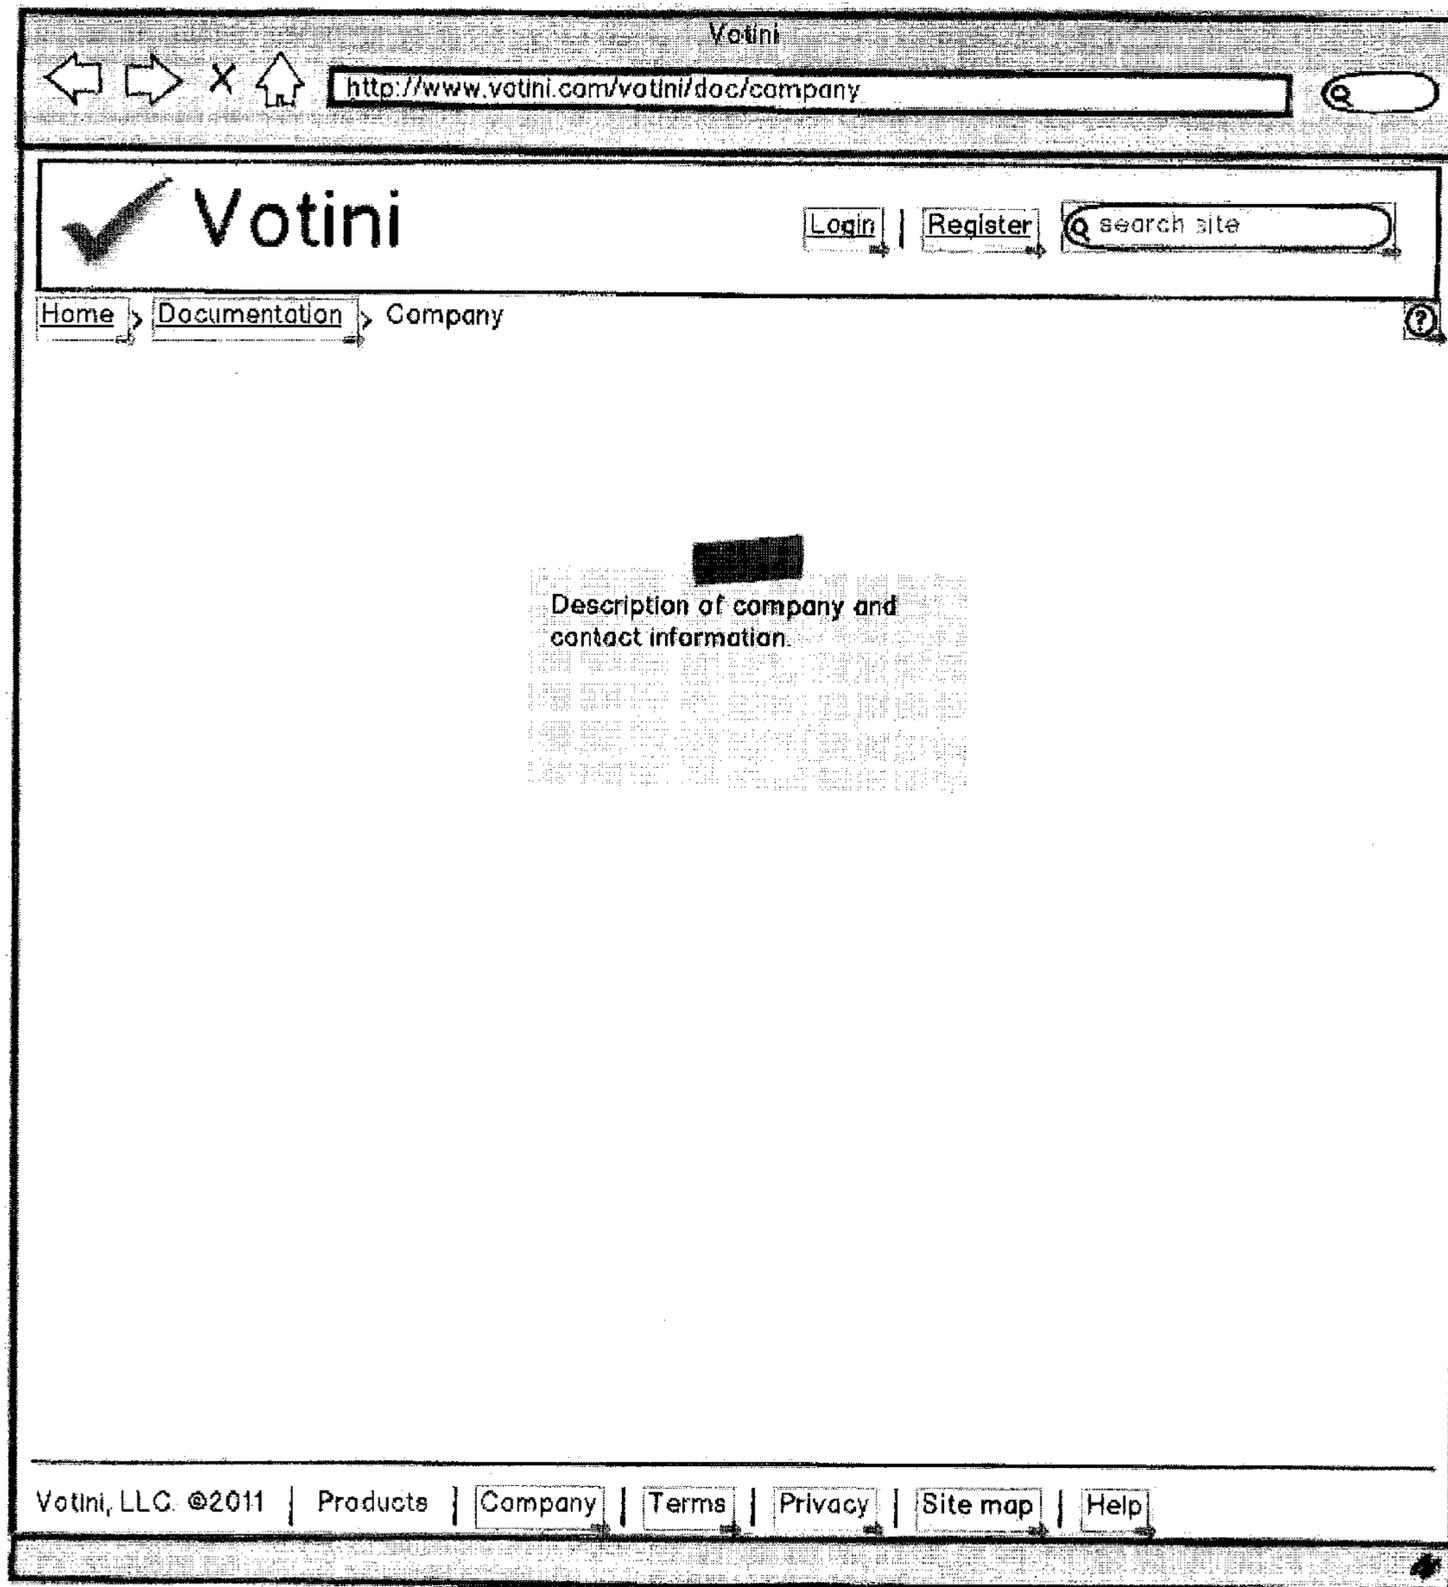 Votini
http://www.votini.com/votini/doc/company
Votini
Login | Register search site
Home > Documentation > Company
Description of company and
contact information.
Votini, LLC. ©2011 | Products | Company | Terms | Privacy | Site map | Help